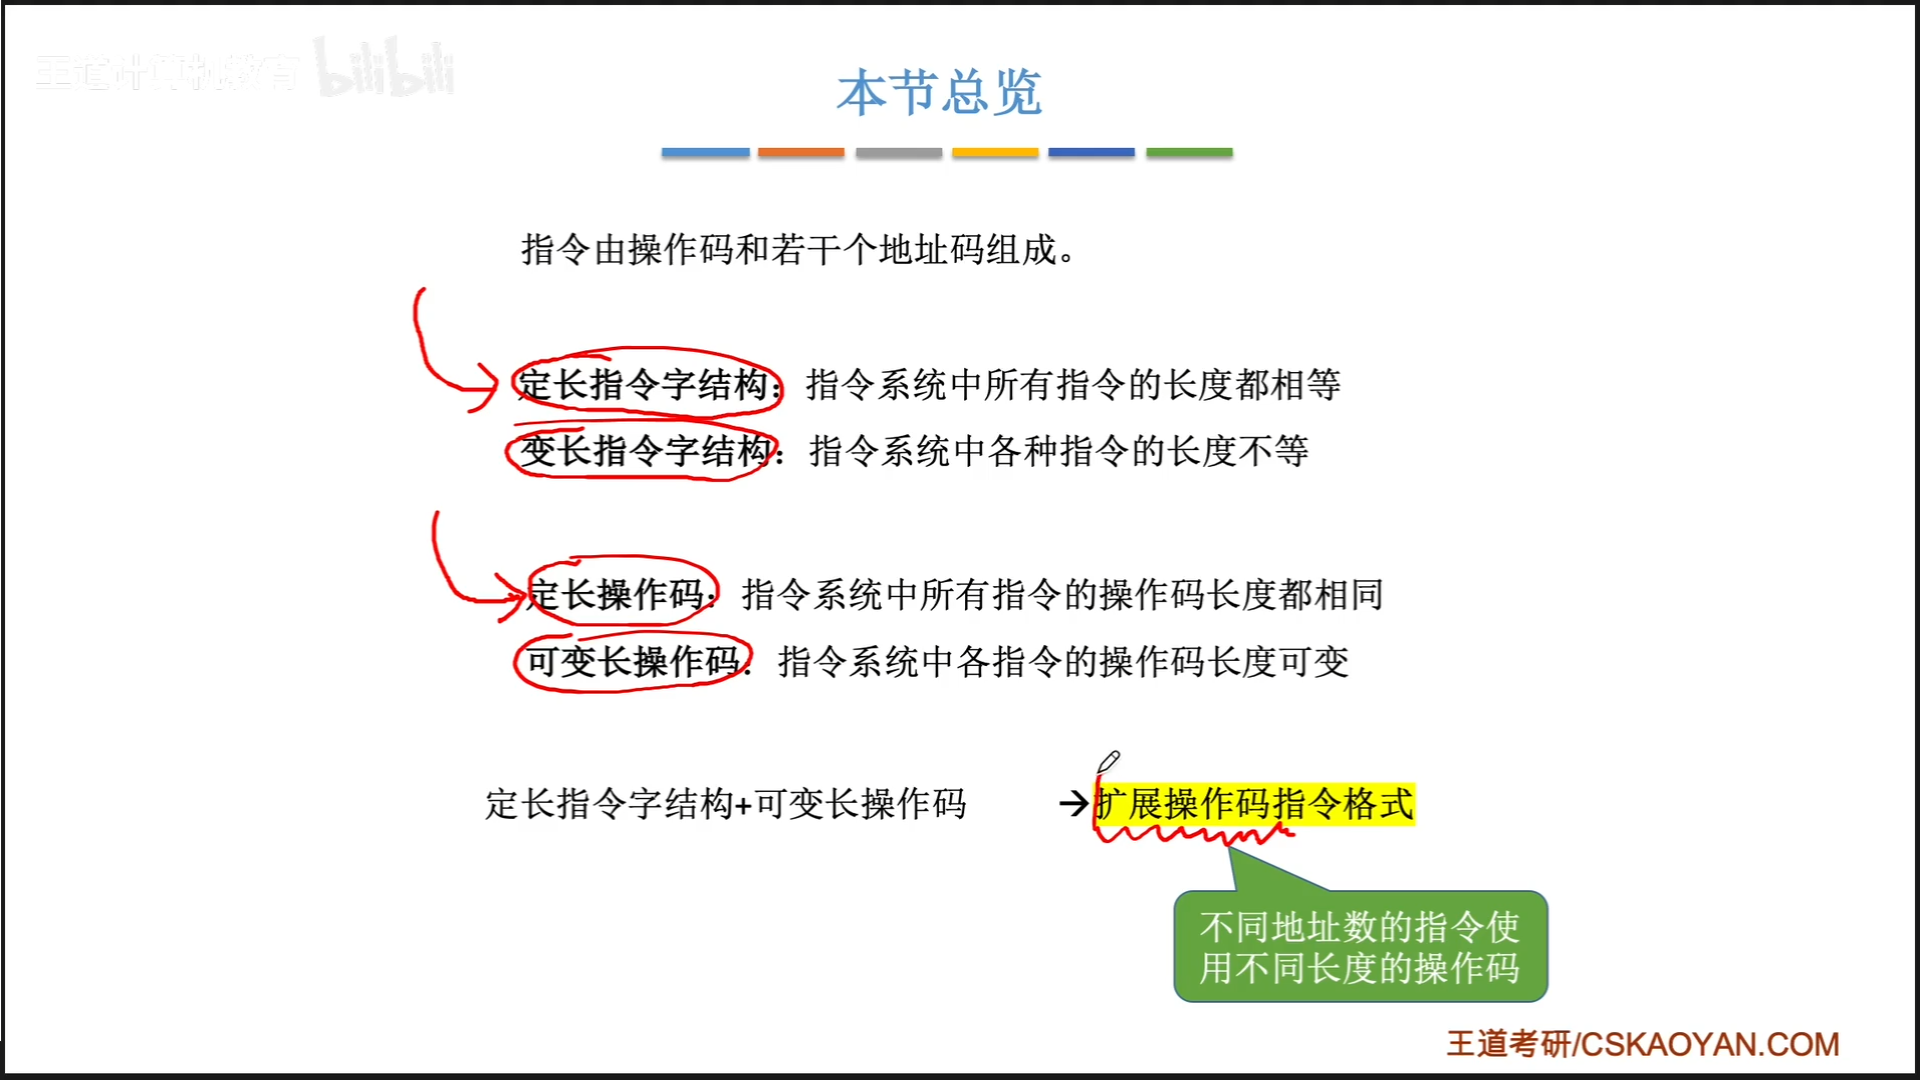 王道计算机教育 bilibili
本节总览
指令由操作码和若干个地址码组成。
定长指令字结构：指令系统中所有指令的长度都相等
变长指令字结构：指令系统中各种指令的长度不等
定长操作码：指令系统中所有指令的操作码长度都相同
可变长操作码：指令系统中各指令的操作码长度可变
定长指令字结构+可变长操作码 →扩展操作码指令格式
不同地址数的指令使
用不同长度的操作码
王道考研/CSKAOYAN.COM